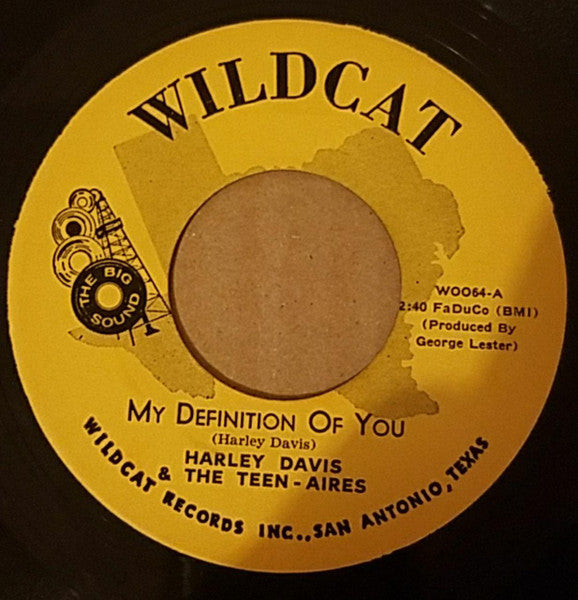 WILDCAT
THE BIG
SOUND
WOO64-A
2:40 FaDuCo (BMI)
(Produced By
George Lester)
MY DEFINITION OF YOU
(Harley Davis)
HARLEY DAVIS
& THE TEEN-AIRES
WILDCAT RECORDS INC.., SAN ANTONIO, TEXAS